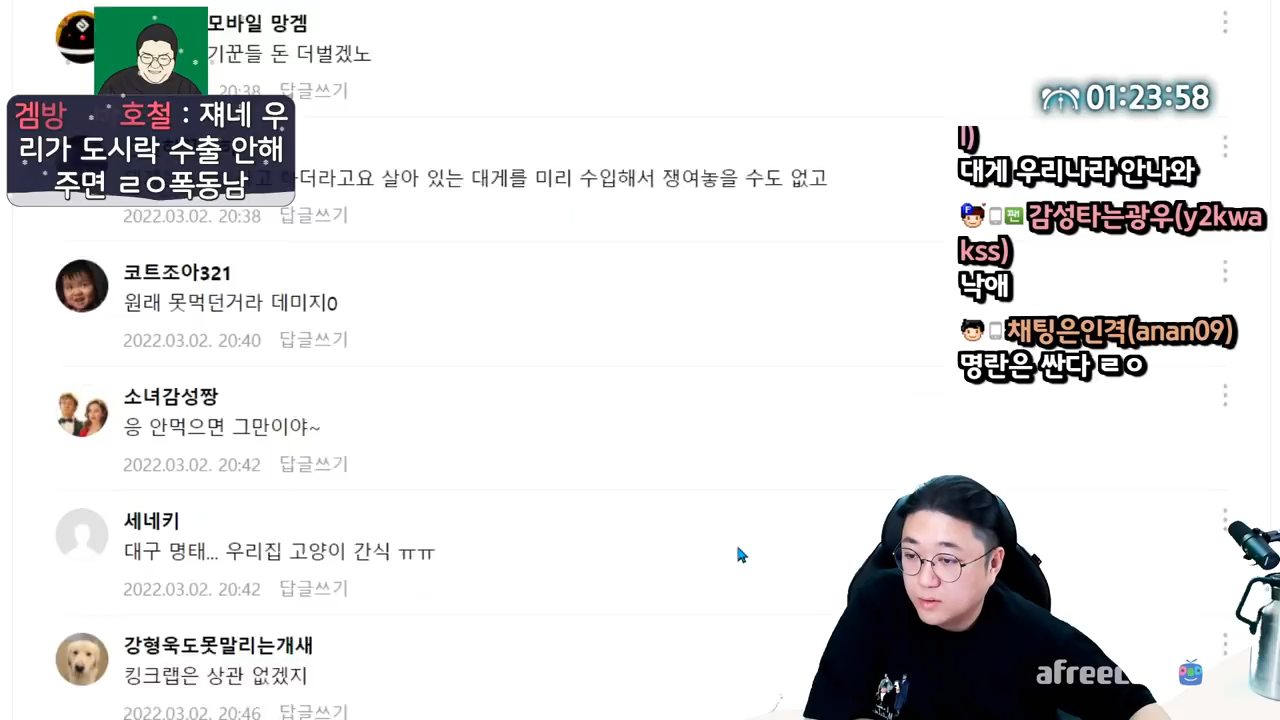 모바일 망겜
기꾼들 돈 더벌겠노
20:38 답글쓰기
겜방 호철 : 쟤네 우
리가 도시락 수출 안해
주면 ㄹㅇ폭동남
하더라고요 살아 있는 대게를 미리 수입해서 쟁여놓을 수도 없고
2022.03.02. 20:38 답글쓰기
코트조아321
원래 못먹던거라 데미지0
2022.03.02. 20:40 답글쓰기
소녀감성짱
응 안먹으면 그만이야~
2022.03.02. 20:42 답글쓰기
세네키
대구 명태... 우리집 고양이 간식 ㅠㅠ
2022.03.02. 20:42 답글쓰기
강형욱도못말리는개새
킹크랩은 상관 없겠지
2022.03.02. 20:46 답글쓰기
01:23:58
대게 우리나라 안나와
팬 감성타는광우(y2kwa
kss)
낙애
채팅은인격(anan09)
명란은 싼다 ㄹㅇ
afreec